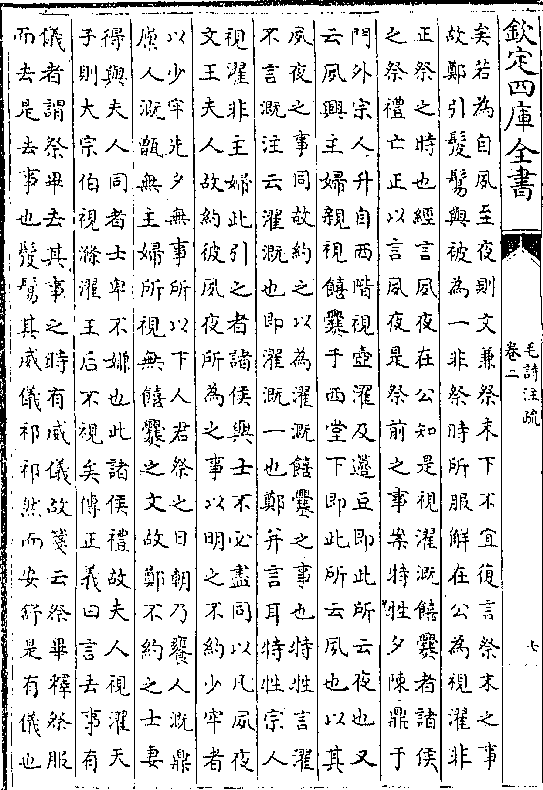 欽定四庫全書
毛詩注疏
卷二
七
矣若為自夙至夜則文兼祭末下不宜復言祭末之事
故鄭引髲鬄與被為一非祭時所服解在公為視濯非
正祭之時也經言夙夜在公知是視濯溉饎爨者諸侯
之祭禮亡正以言夙夜是祭前之事案特牲夕陳鼎于
門外宗人升自西階視壺濯及籩豆即此所云夜也又
云夙興主婦親視饎爨于西堂下即此所云夙也以其
夙夜之事同故約之以為濯溉饎爨之事也特牲言濯
不言溉注云濯溉也即濯溉一也鄭并言耳特牲宗人
視濯非主婦此引之者諸侯與士不必盡同以凡夙夜
文王夫人故約彼夙夜所為之事以明之不約少牢者
以少牢先夕無事所以下人君祭之日朝乃饔人溉鼎
廩人溉甑無主婦所視無饎爨之文故鄭不約之士妻
得與夫人同者士卑不嫌也此諸侯禮故夫人視濯天
子則大宗伯視滌濯王后不視矣傳正義曰言去事有
儀者謂祭畢去其事之時有威儀故箋云祭畢釋祭服
而去是去事也髲鬄其威儀祁祁然而安舒是有儀也